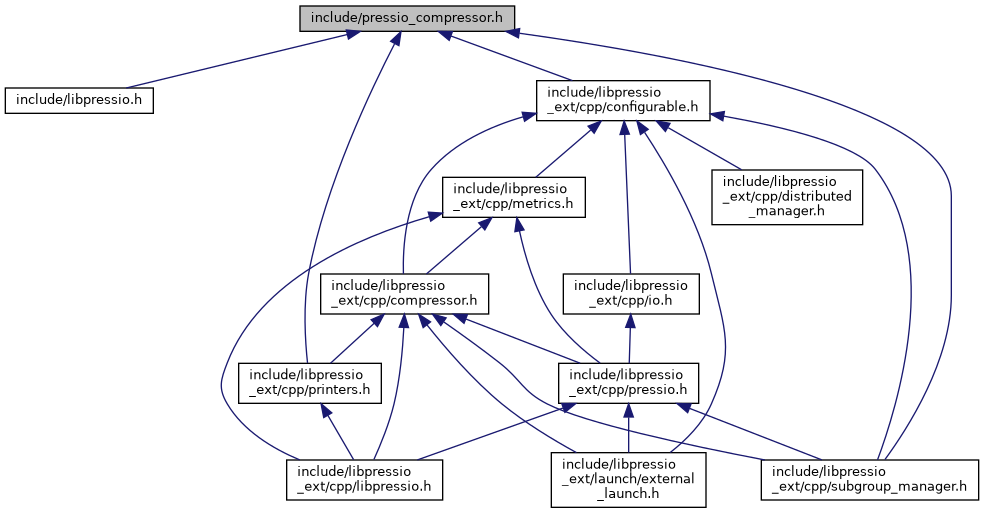 include/pressio_compressor.h
include/libpressio.h
include/libpressio
_ext/cpp/configurable.h
include/libpressio
_ext/cpp/metrics.h
include/libpressio
_ext/cpp/distributed
_manager.h
include/libpressio
_ext/cpp/compressor.h
include/libpressio
_ext/cpp/io.h
include/libpressio
_ext/cpp/printers.h
include/libpressio
_ext/cpp/pressio.h
include/libpressio
_ext/cpp/libpressio.h
include/libpressio
_ext/launch/external
_launch.h
include/libpressio
_ext/cpp/subgroup_manager.h